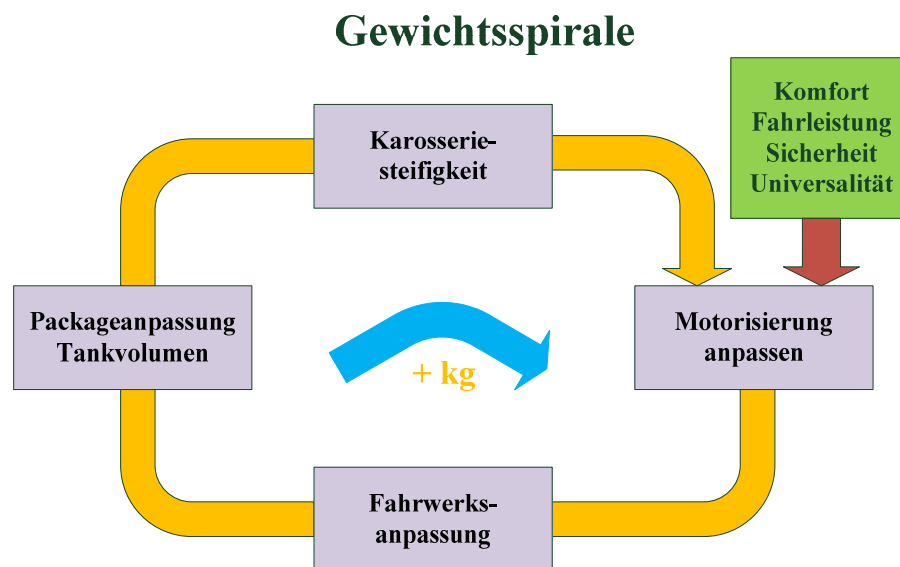 Gewichtsspirale
Komfort
Fahrleistung
Sicherheit
Universalität
Karosserie-
steifigkeit
Packageanpassung
Tankvolumen
Motorisierung
anpassen
+ kg
Fahrwerks-
anpassung